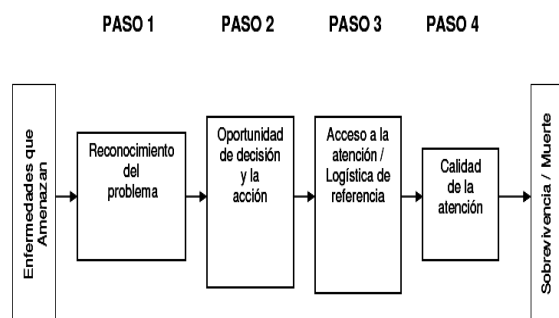 PASO 1 PASO 2 PASO 3 PASO 4
Enfermedades que
Amenazan
Reconocimiento
del
problema
Oportunidad
de decisión
y la
acción
Acceso a la
atención /
Logística de
referencia
Calidad
de la
atención
Sobrevivencia / Muerte